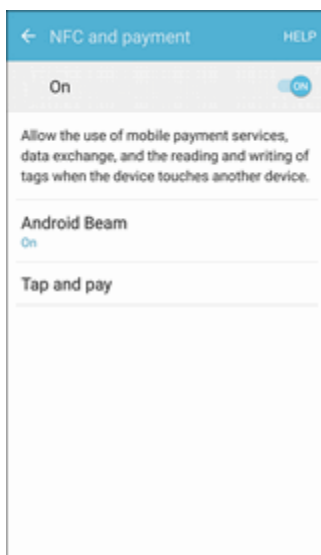 NFC and payment HELP
On ON
Allow the use of mobile payment services,
data exchange, and the reading and writing of
tags when the device touches another device.
Android Beam
On
Tap and pay